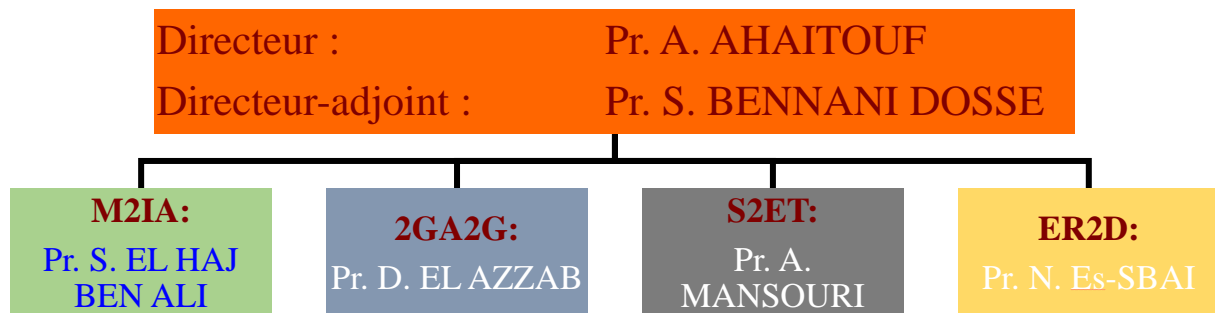 Directeur : Pr. A. AHAITOUF
Directeur-adjoint : Pr. S. BENNANI DOSSE
M2IA:
Pr. S. EL HAJ
BEN ALI
2GA2G:
Pr. D. EL AZZAB
S2ET:
Pr. A.
MANSOURI
ER2D:
Pr. N. Es-SBAI